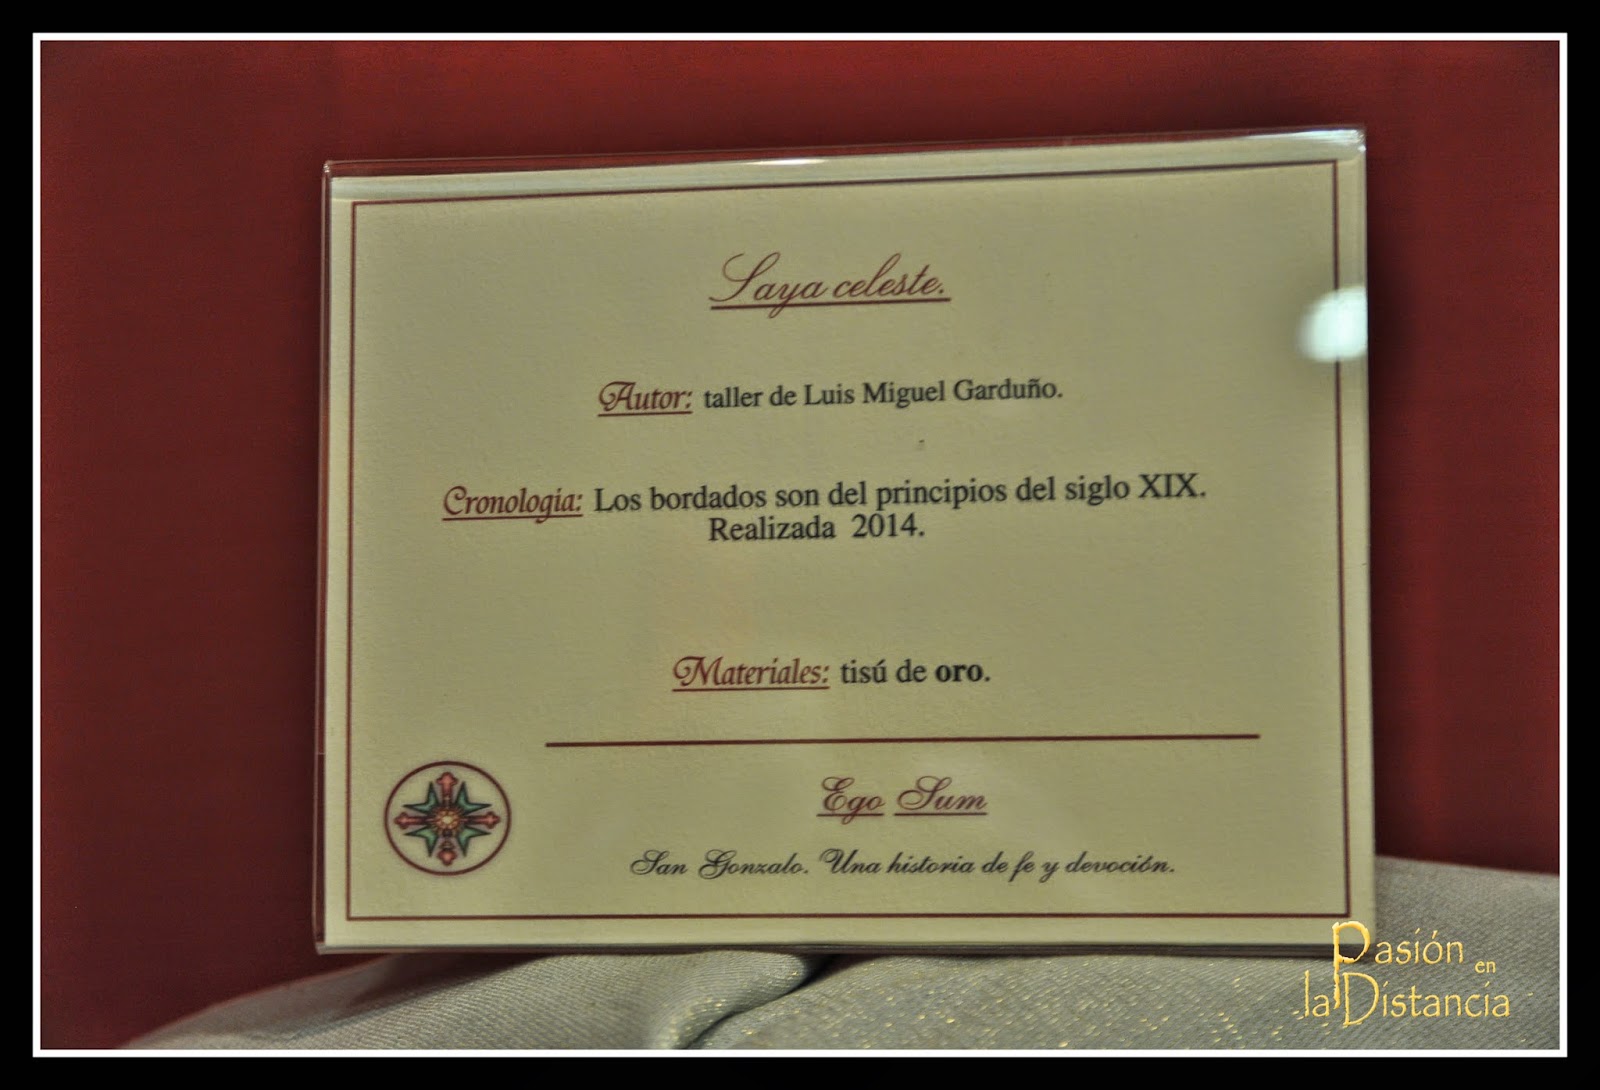 Saya celeste.
Autor: taller de Luis Miguel Garduño.
Cronologia: Los bordados son del principios del siglo XIX.
Realizada 2014.
Materiales: tisú de oro.
Ego Sum
San Gonzalo. Una historia de fe y devoción.
Pasión en
la Distancia